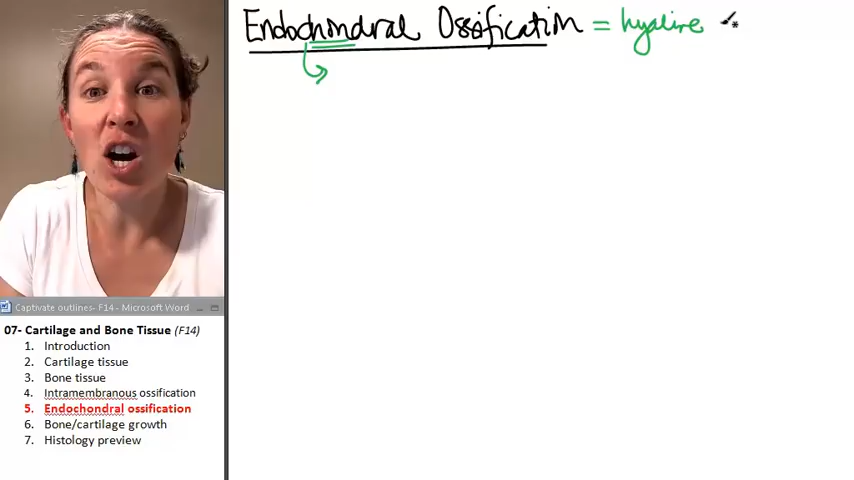 Endochondral Ossification = hyaline
Captivate outlines- F14 - Microsoft Word
07- Cartilage and Bone Tissue (F14)
1. Introduction
2. Cartilage tissue
3. Bone tissue
4. Intramembranous ossification
5. Endochondral ossification
6. Bone/cartilage growth
7. Histology preview